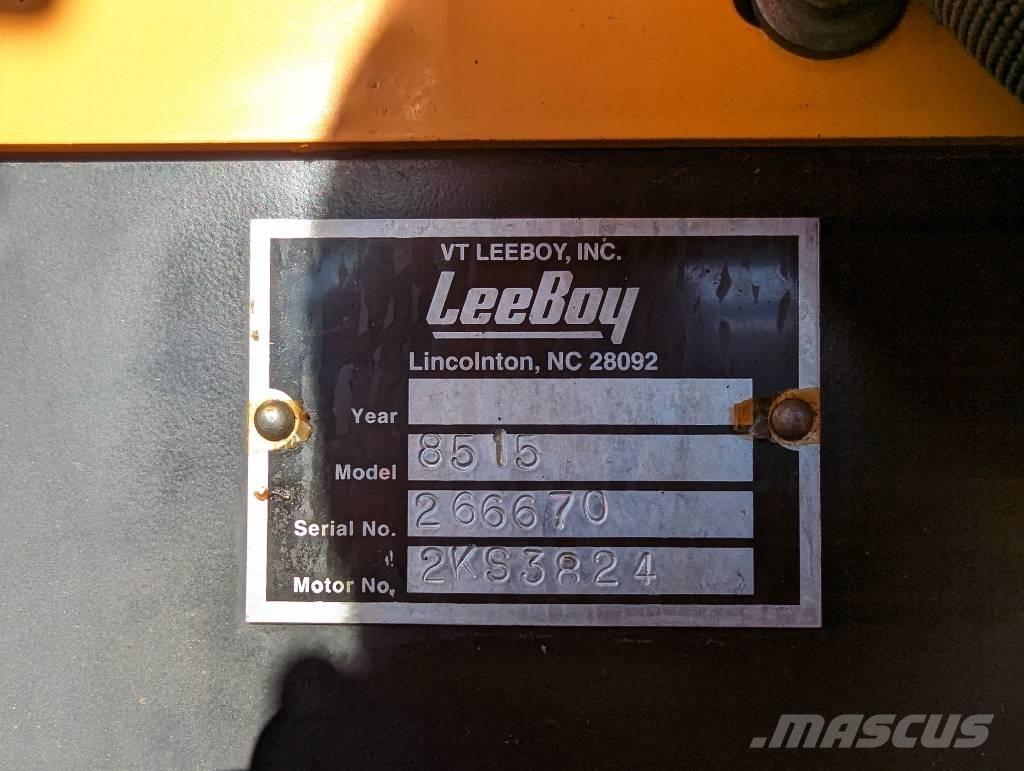 VT LEEBOY, INC.
LeeBoy
Lincolnton, NC 28092
Year
Model 8515
Serial No. 266670
Motor No. 2KS3824
.MASCUS